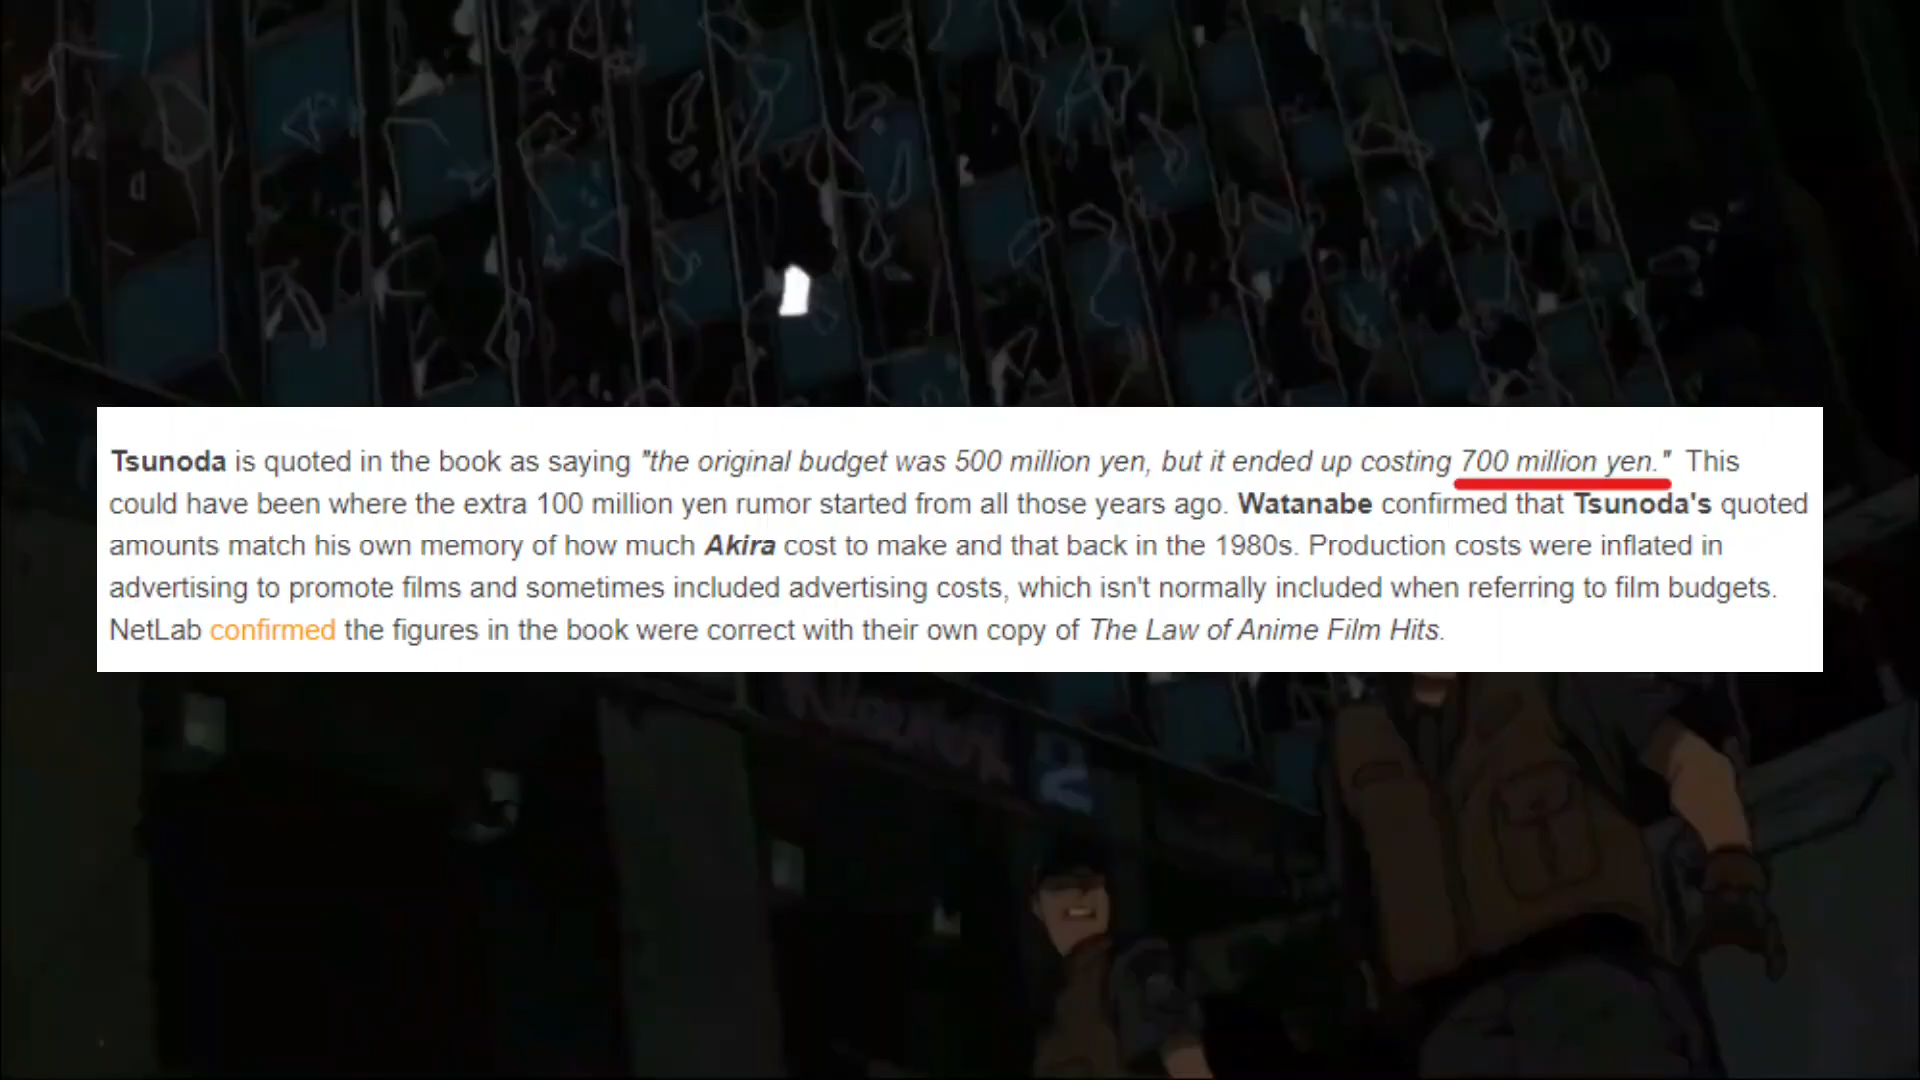 Tsunoda is quoted in the book as saying "the original budget was 500 million yen, but it ended up costing 700 million yen." This
could have been where the extra 100 million yen rumor started from all those years ago. Watanabe confirmed that Tsunoda's quoted
amounts match his own memory of how much Akira cost to make and that back in the 1980s. Production costs were inflated in
advertising to promote films and sometimes included advertising costs, which isn't normally included when referring to film budgets.
NetLab confirmed the figures in the book were correct with their own copy of The Law of Anime Film Hits.